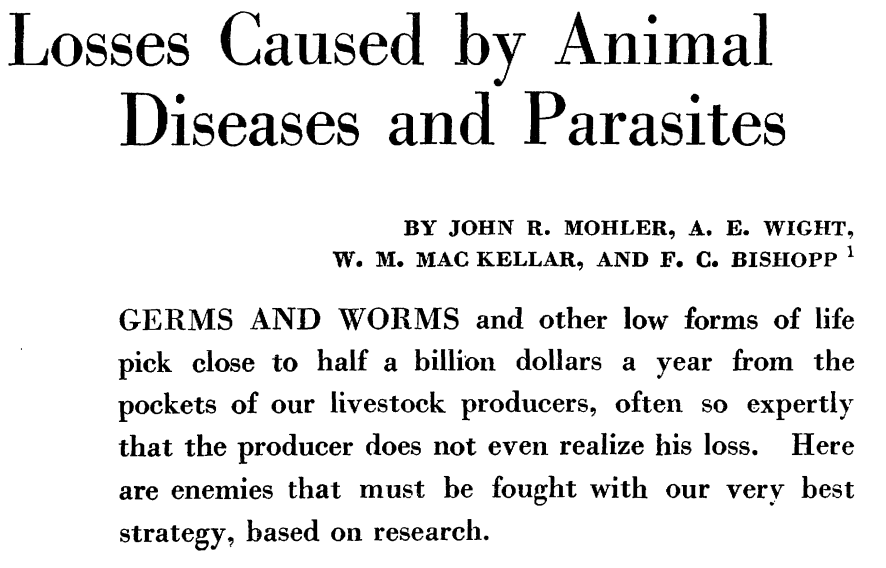 Losses Caused by Animal
Diseases and Parasites
BY JOHN R. MOHLER, A. E. WIGHT,
W. M. MAC KELLAR, AND F. C. BISHOPP 1
GERMS AND WORMS and other low forms of life
pick close to half a billion dollars a year from the
pockets of our livestock producers, often so expertly
that the producer does not even realize his loss. Here
are enemies that must be fought with our very best
strategy, based on research.